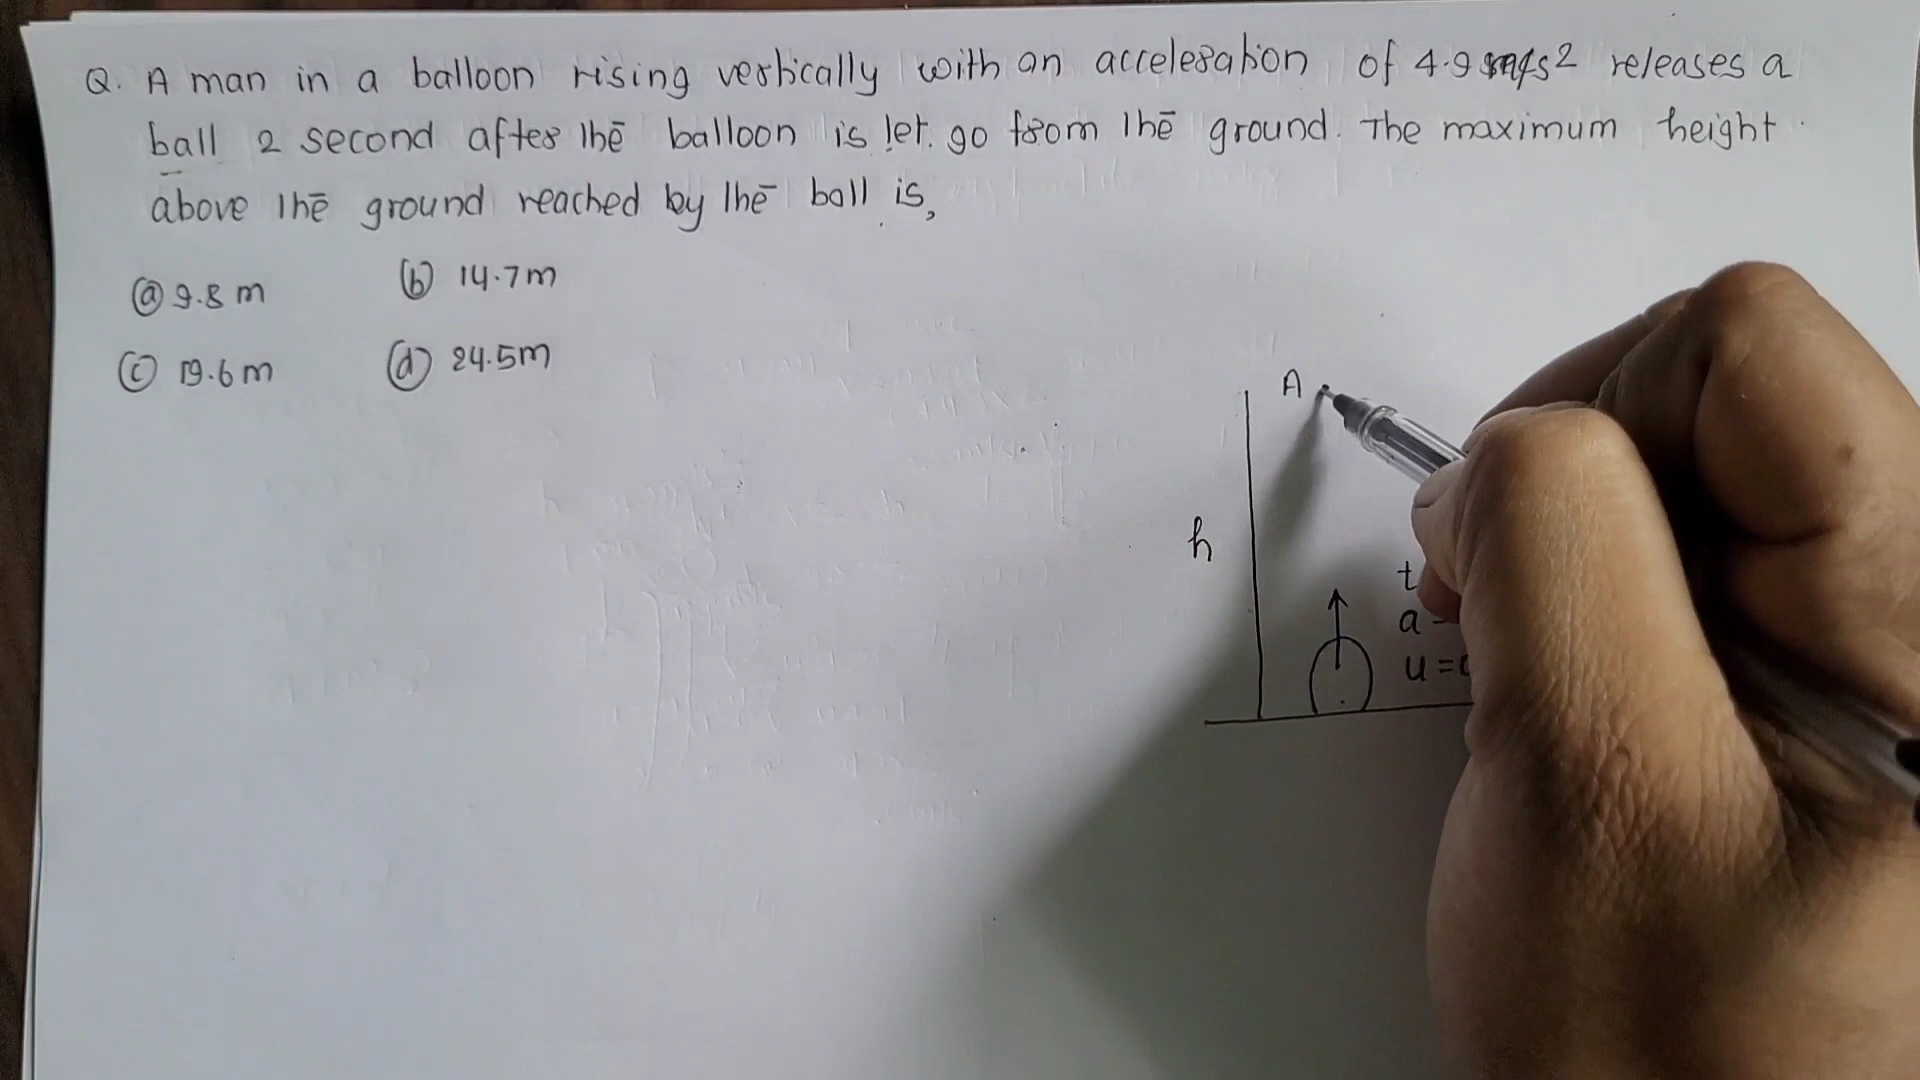 Q. A man in a balloon rising vertically with an acceleration of 4.9 m/s2 releases a
ball 2 second after the balloon is let go from the ground. The maximum height
above the ground reached by the ball is,
(a) 9.8 m (b) 14.7m
(c) 19.6 m (d) 24.5m
A
h
t
a =
u =